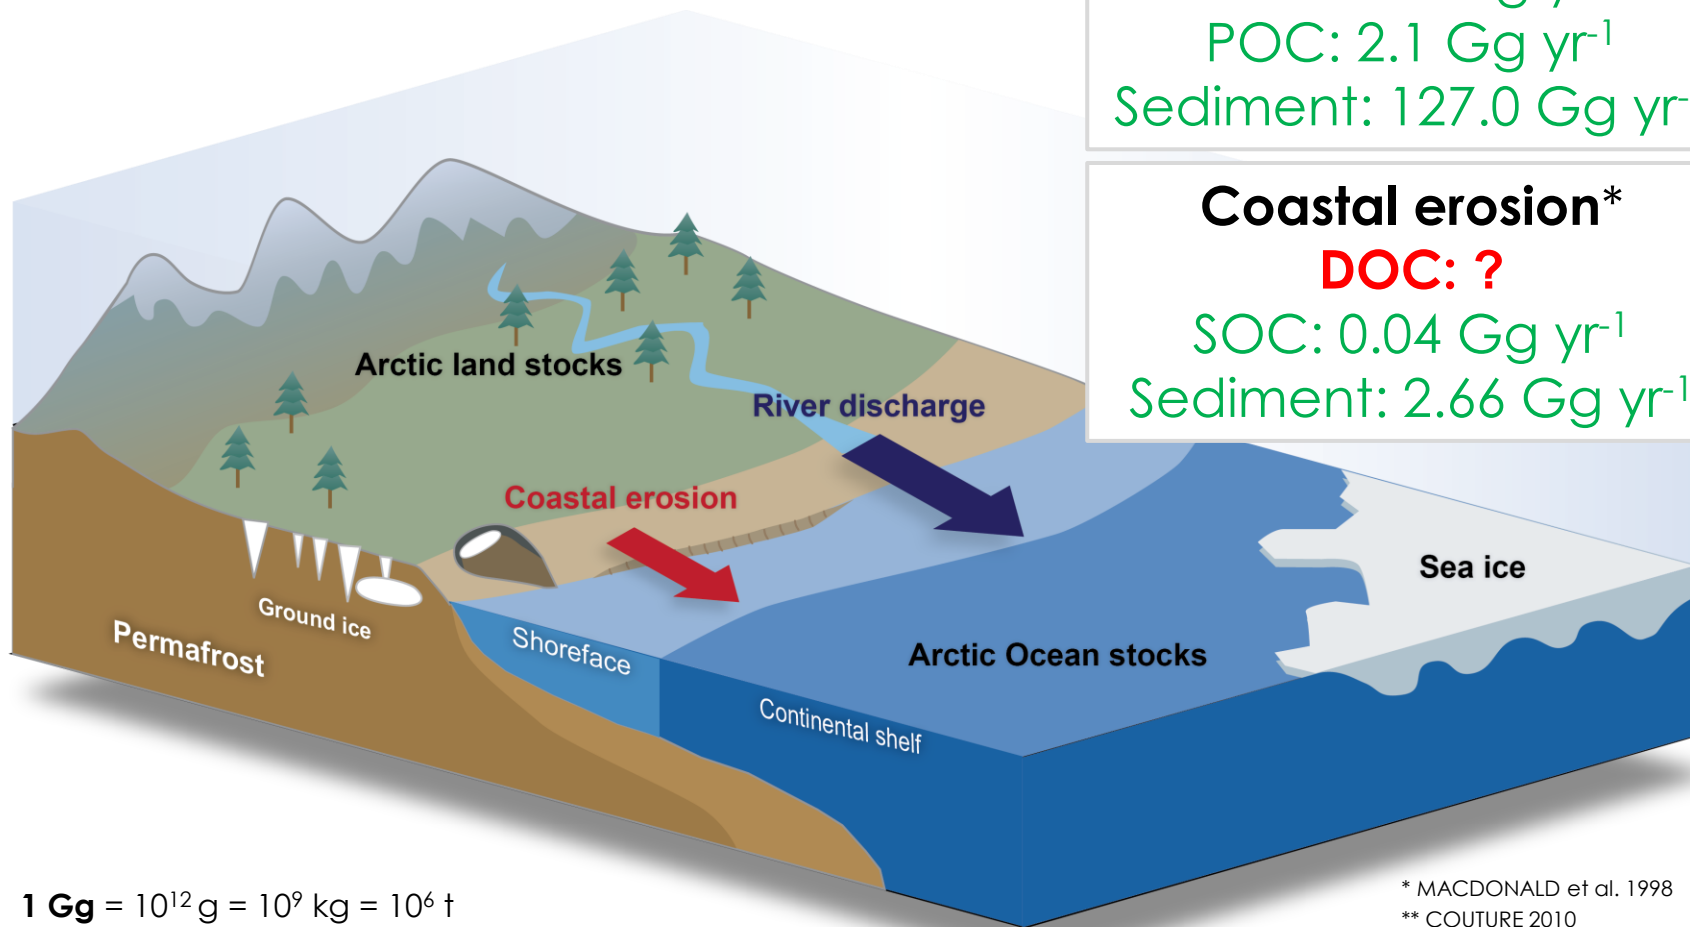 POC: 2.1 Gg yr⁻¹
Sediment: 127.0 Gg yr⁻
Coastal erosion*
DOC: ?
SOC: 0.04 Gg yr⁻¹
Sediment: 2.66 Gg yr⁻¹
Arctic land stocks
River discharge
Coastal erosion
Sea ice
Ground ice
Permafrost
Shoreface
Arctic Ocean stocks
Continental shelf
1 Gg = 10¹² g = 10⁹ kg = 10⁶ t
* MACDONALD et al. 1998
** COUTURE 2010